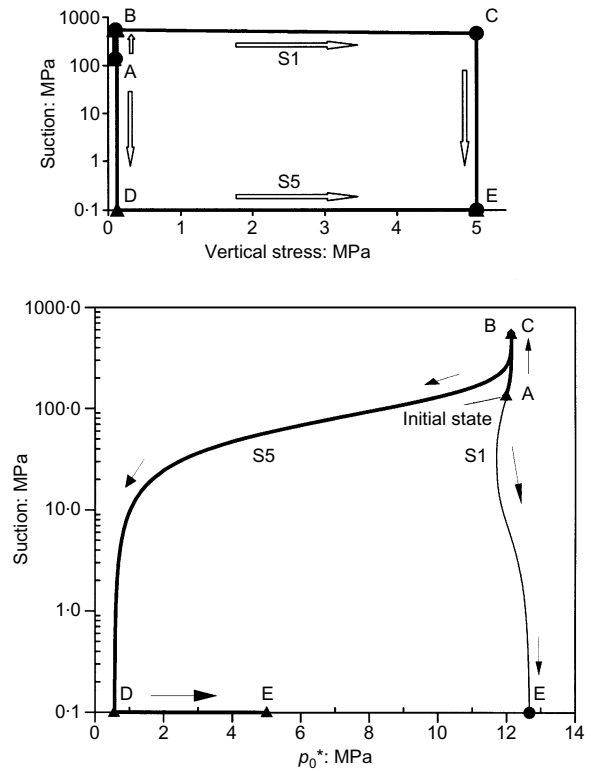 B
C
1000
S1
100
A
10
1
S5
D
E
0·1
0
1
2
3
4
5
Suction: MPa
Vertical stress: MPa
1000·0
B
C
A
Initial state
100·0
S5
S1
10·0
1·0
D
E
E
0·1
0
2
4
6
8
10
12
14
Suction: MPa
p0*: MPa